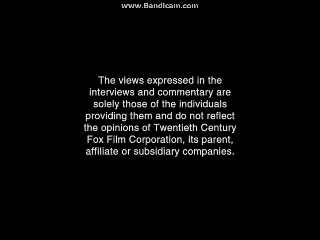 www.Bandicam.com
The views expressed in the
interviews and commentary are
solely those of the individuals
providing them and do not reflect
the opinions of Twentieth Century
Fox Film Corporation, its parent,
affiliate or subsidiary companies.